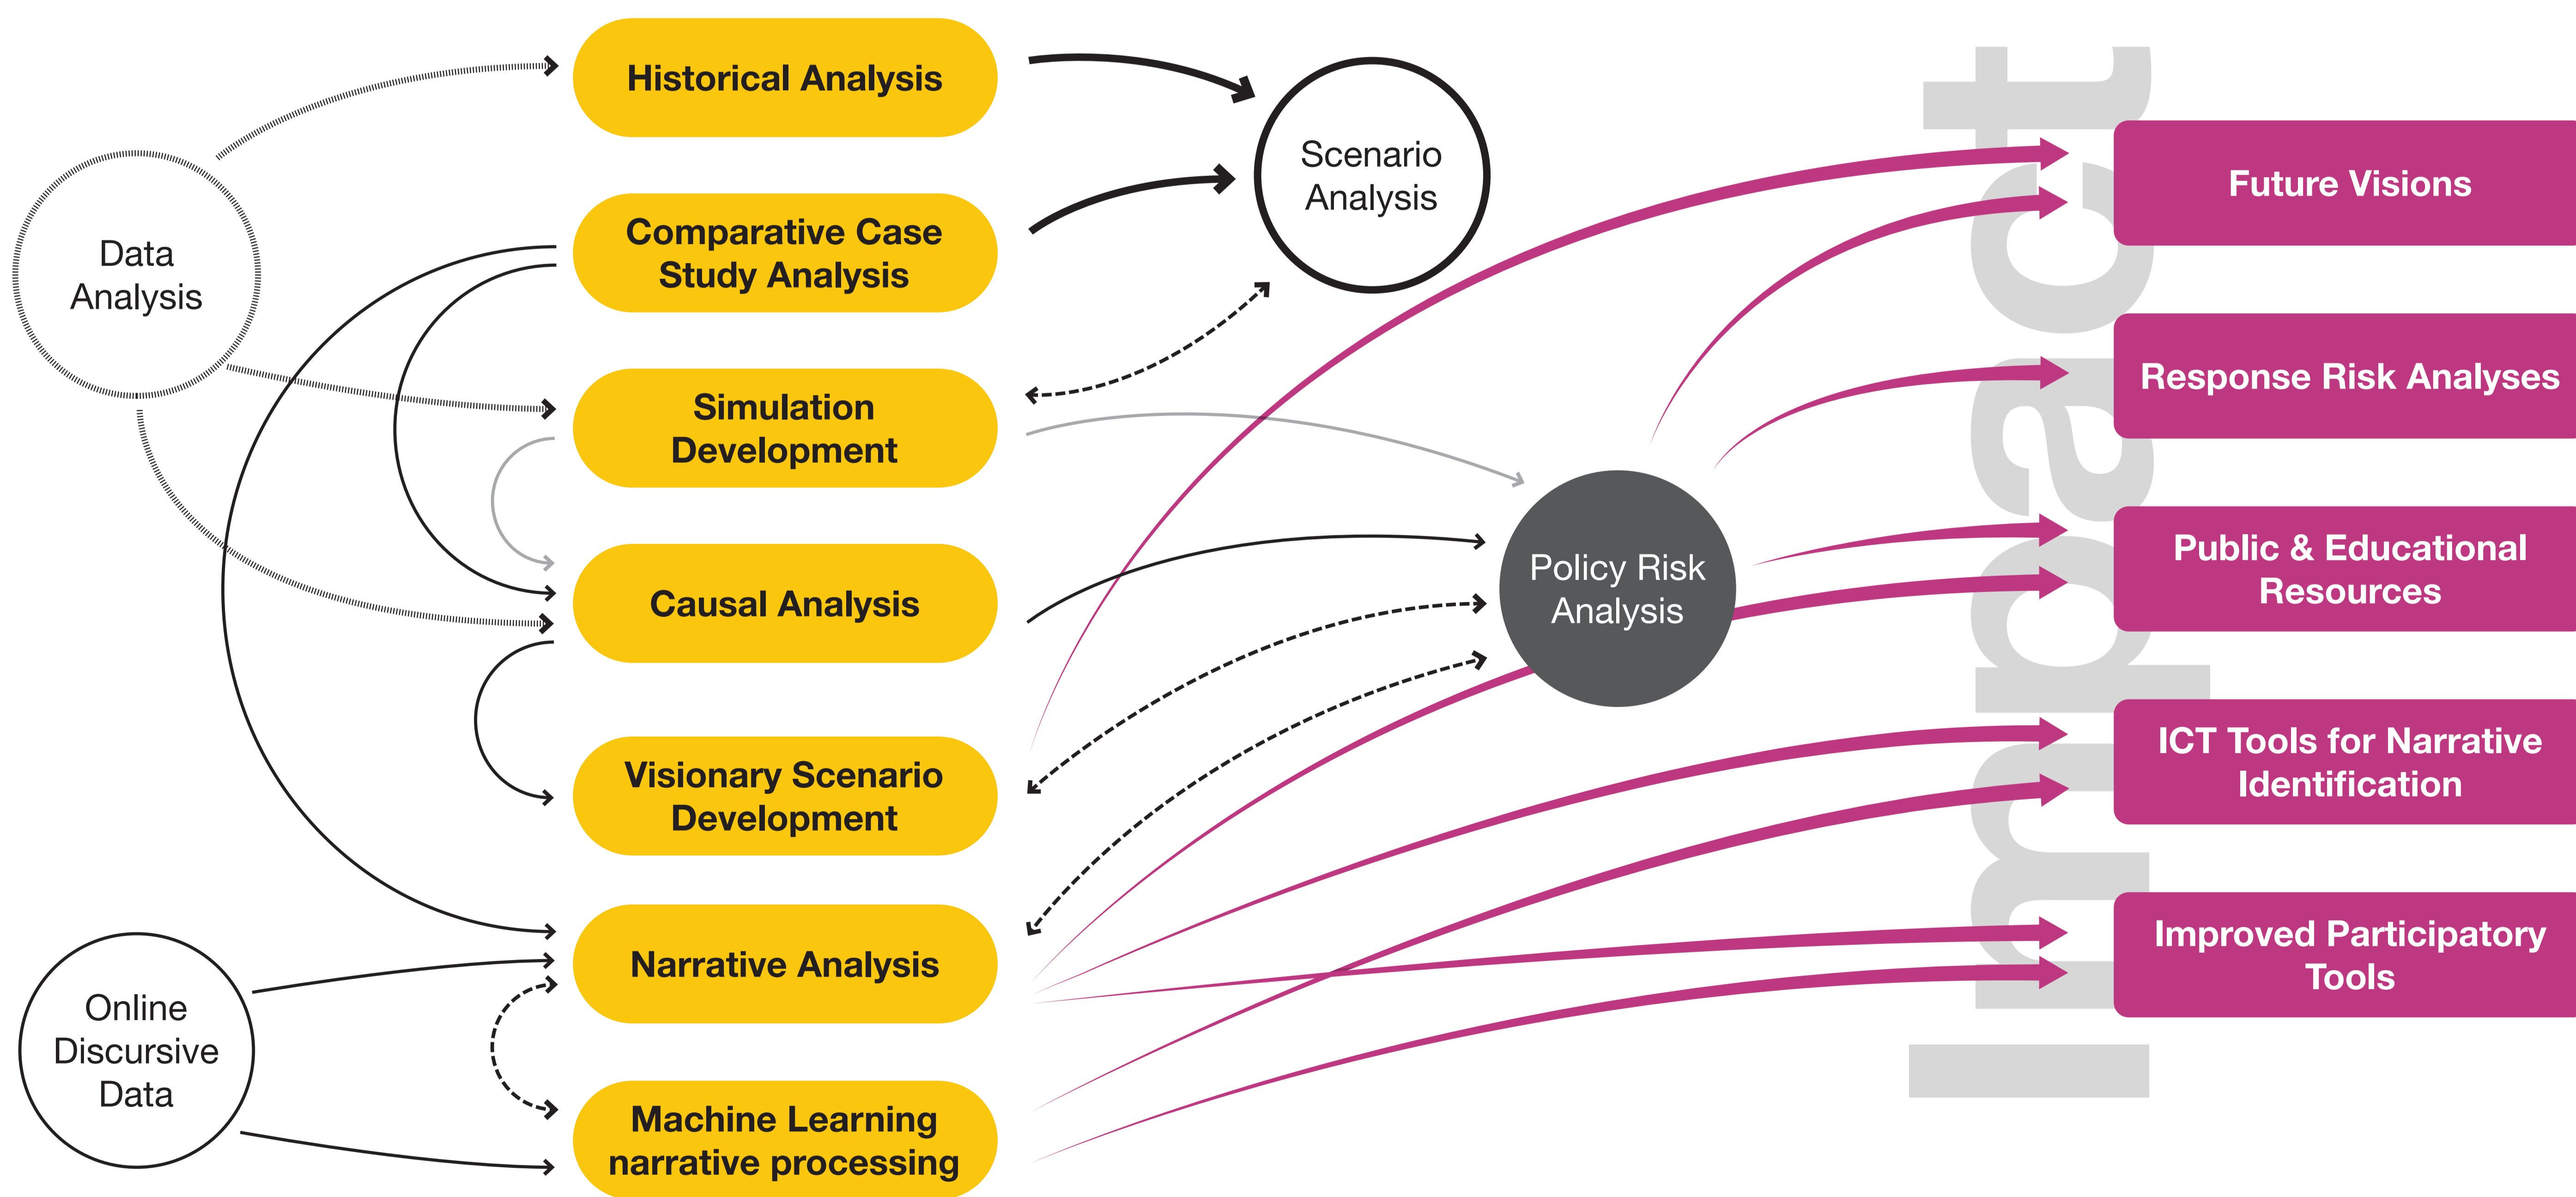 Data
Analysis
Online
Discursive
Data
Historical Analysis
Comparative Case
Study Analysis
Simulation
Development
Causal Analysis
Visionary Scenario
Development
Narrative Analysis
Machine Learning
narrative processing
Scenario
Analysis
Policy Risk
Analysis
Impact
Future Visions
Response Risk Analyses
Public & Educational
Resources
ICT Tools for Narrative
Identification
Improved Participatory
Tools